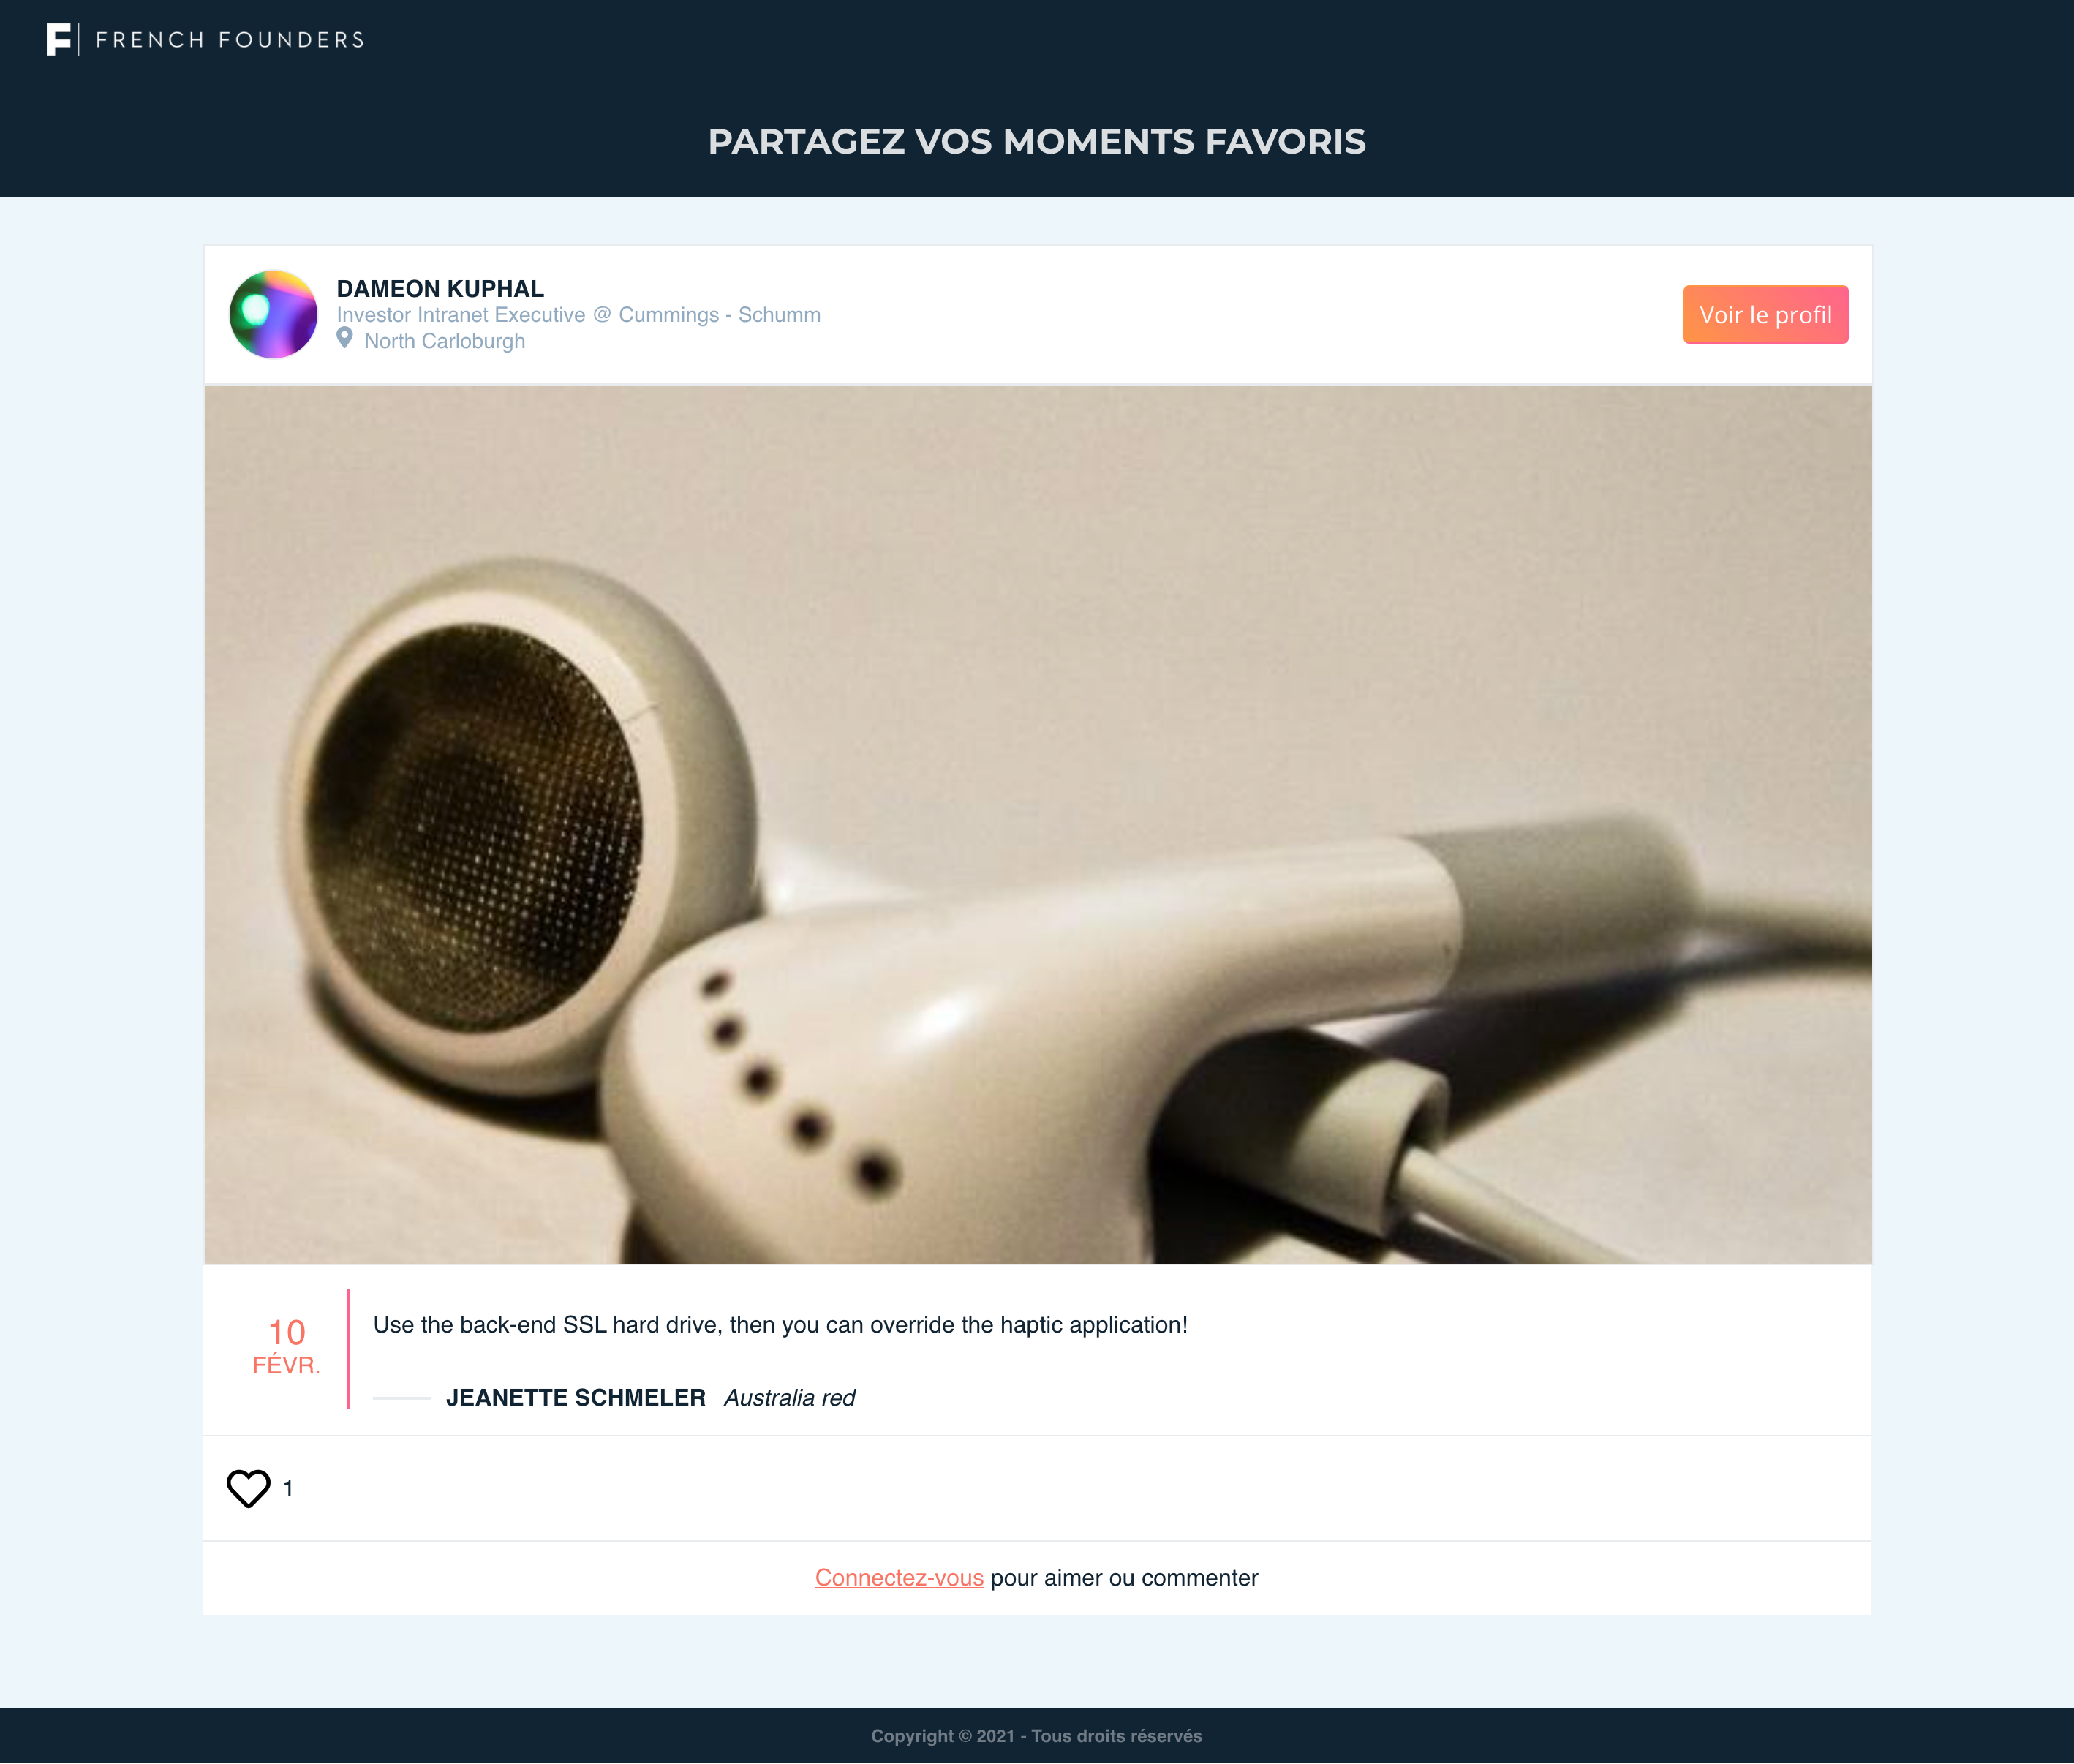 F | FRENCH FOUNDERS
PARTAGEZ VOS MOMENTS FAVORIS
DAMEON KUPHAL
Investor Intranet Executive @ Cummings - Schumm
North Carloburgh
Voir le profil
10
FÉVR.
Use the back-end SSL hard drive, then you can override the haptic application!
JEANETTE SCHMELER Australia red
1
Connectez-vous pour aimer ou commenter
Copyright © 2021 - Tous droits réservés